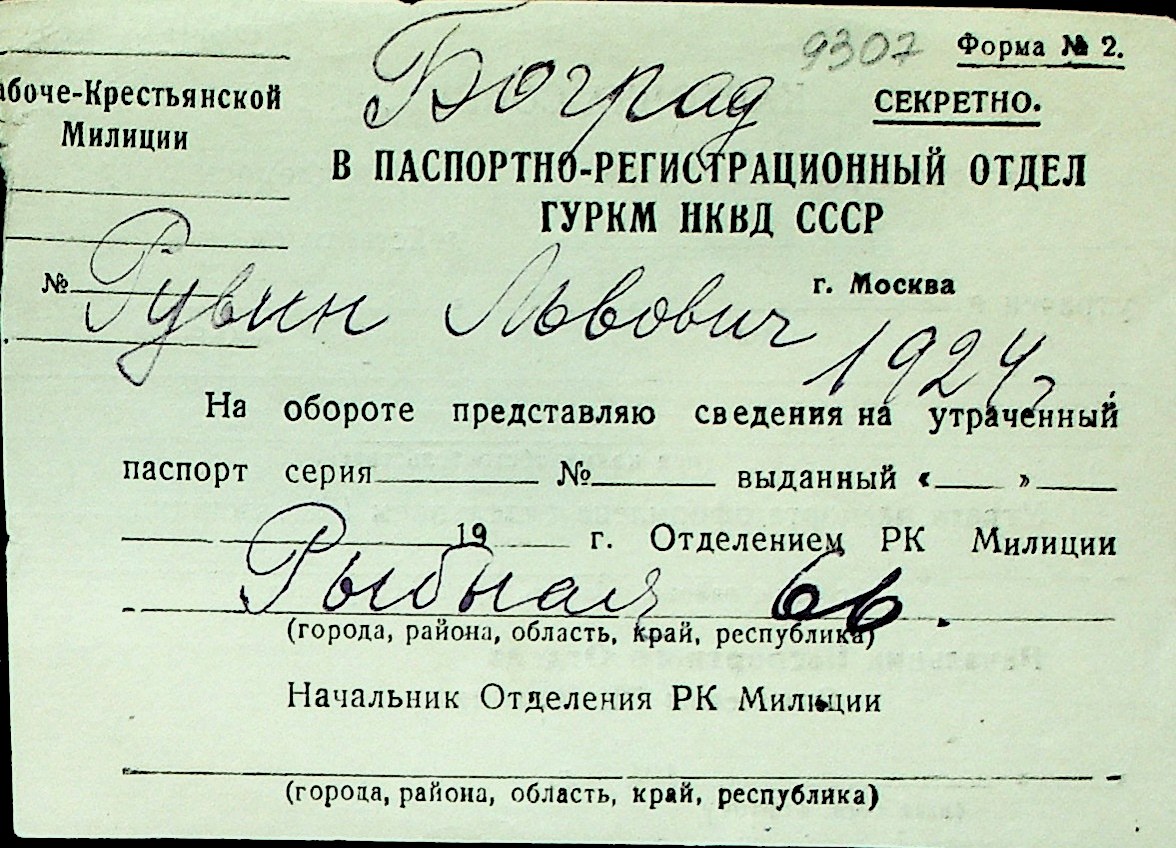 9307 Форма № 2.
Боград
абоче-Крестьянской
СЕКРЕТНО.
Милиции
В ПАСПОРТНО-РЕГИСТРАЦИОННЫЙ ОТДЕЛ
ГУРКМ НКВД СССР
№ г. Москва
Рувин Львович 1924г.
На обороте представляю сведения на утраченный
паспорт серия № выданный « »
19 г. Отделением РК Милиции
Рыбная 66.
(города, района, область, край, республика)
Начальник Отделения РК Милиции
(города, района, область, край, республика)